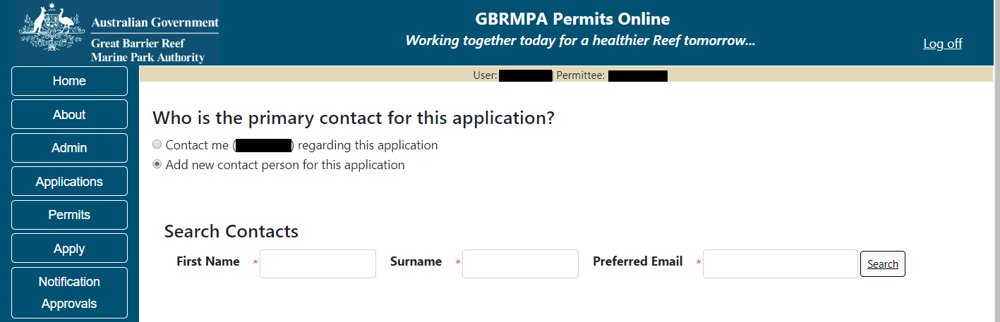 AUSTRALIA
Australian Government
Great Barrier Reef
Marine Park Authority
GBRMPA Permits Online
Working together today for a healthier Reef tomorrow...
Log off
Home
About
Admin
Applications
Permits
Apply
Notification
Approvals
User: Permittee:
Who is the primary contact for this application?
Contact me ( ) regarding this application
Add new contact person for this application
Search Contacts
First Name * Surname * Preferred Email * Search